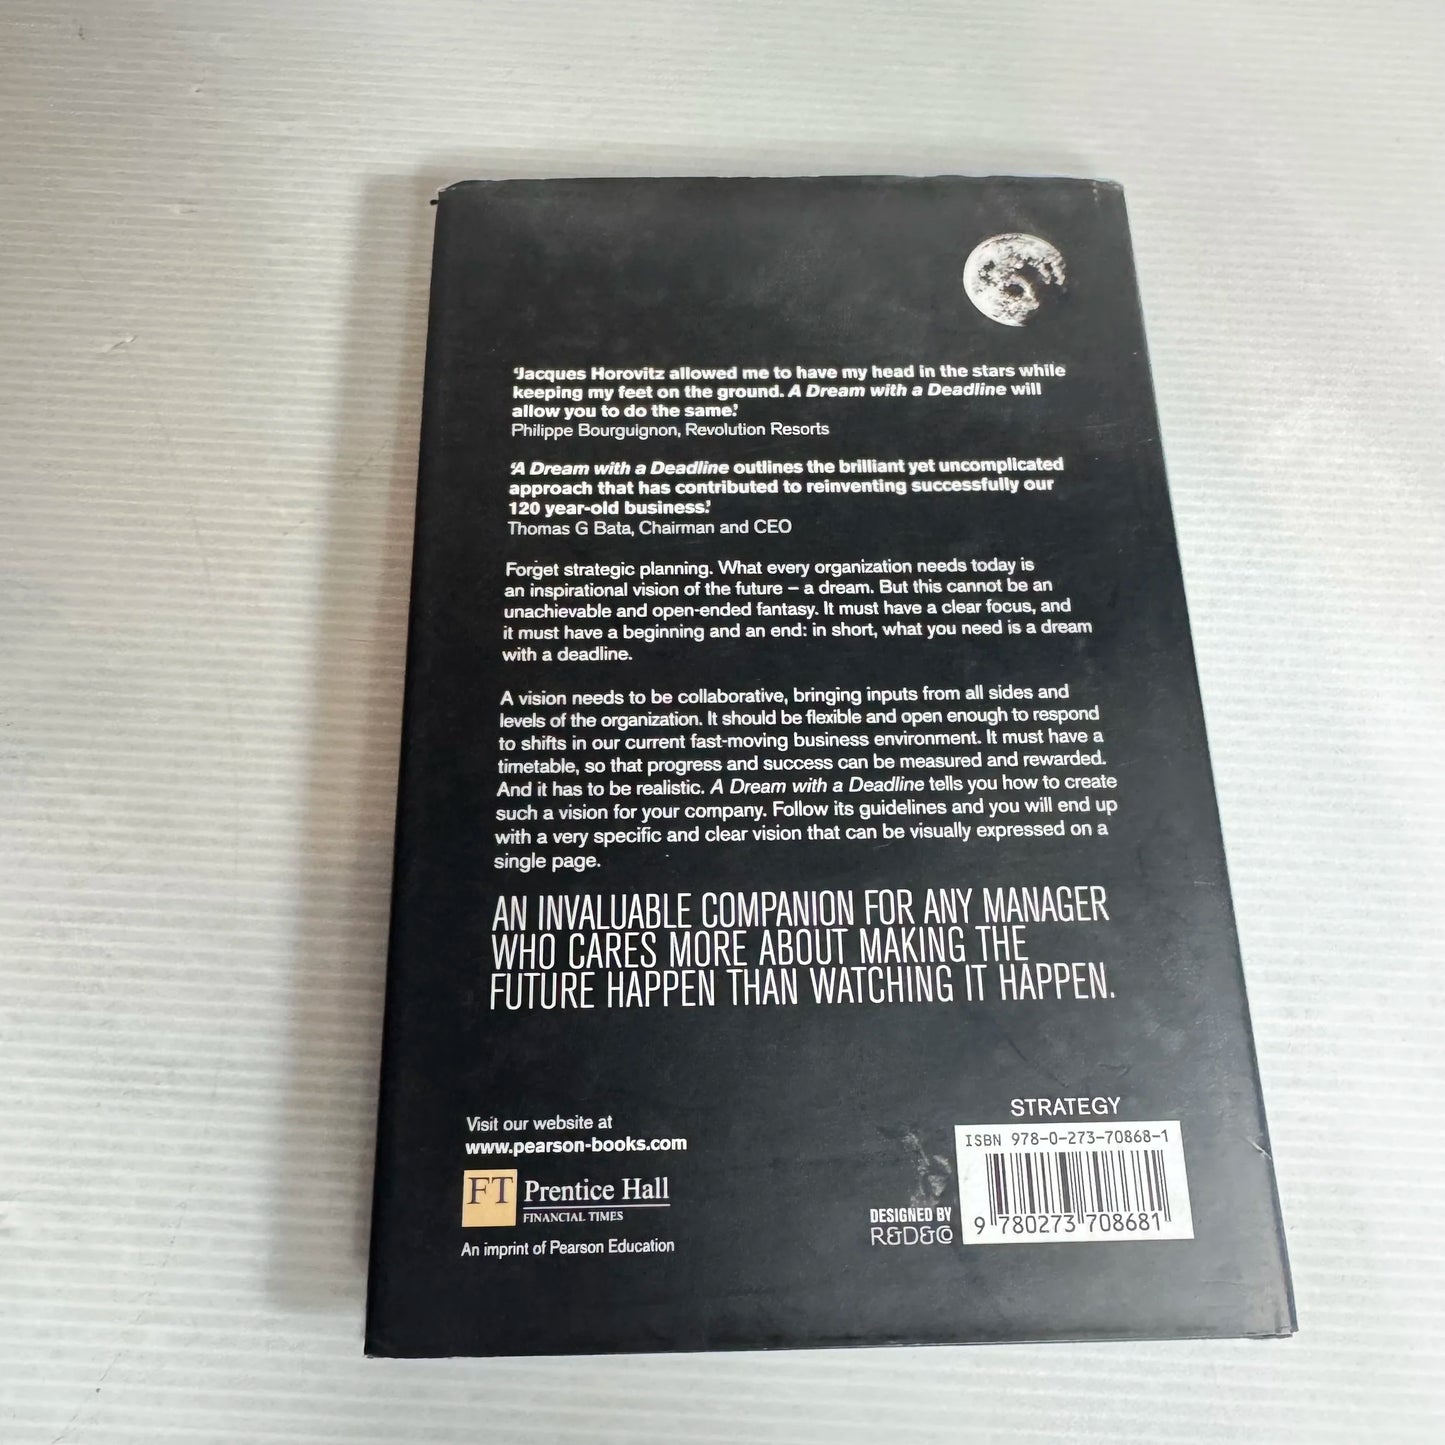 ‘Jacques Horovitz allowed me to have my head in the stars while
keeping my feet on the ground. A Dream with a Deadline will
allow you to do the same.’
Philippe Bourguignon, Revolution Resorts
‘A Dream with a Deadline outlines the brilliant yet uncomplicated
approach that has contributed to reinventing successfully our
120 year-old business.’
Thomas G Bata, Chairman and CEO
Forget strategic planning. What every organization needs today is
an inspirational vision of the future – a dream. But this cannot be an
unachievable and open-ended fantasy. It must have a clear focus, and
it must have a beginning and an end: in short, what you need is a dream
with a deadline.
A vision needs to be collaborative, bringing inputs from all sides and
levels of the organization. It should be flexible and open enough to respond
to shifts in our current fast-moving business environment. It must have a
timetable, so that progress and success can be measured and rewarded.
And it has to be realistic. A Dream with a Deadline tells you how to create
such a vision for your company. Follow its guidelines and you will end up
with a very specific and clear vision that can be visually expressed on a
single page.
AN INVALUABLE COMPANION FOR ANY MANAGER
WHO CARES MORE ABOUT MAKING THE
FUTURE HAPPEN THAN WATCHING IT HAPPEN.
Visit our website at
www.pearson-books.com
FT Prentice Hall
FINANCIAL TIMES
An imprint of Pearson Education
DESIGNED BY
R&D&Co
STRATEGY
ISBN 978-0-273-70868-1
9 780273 708681